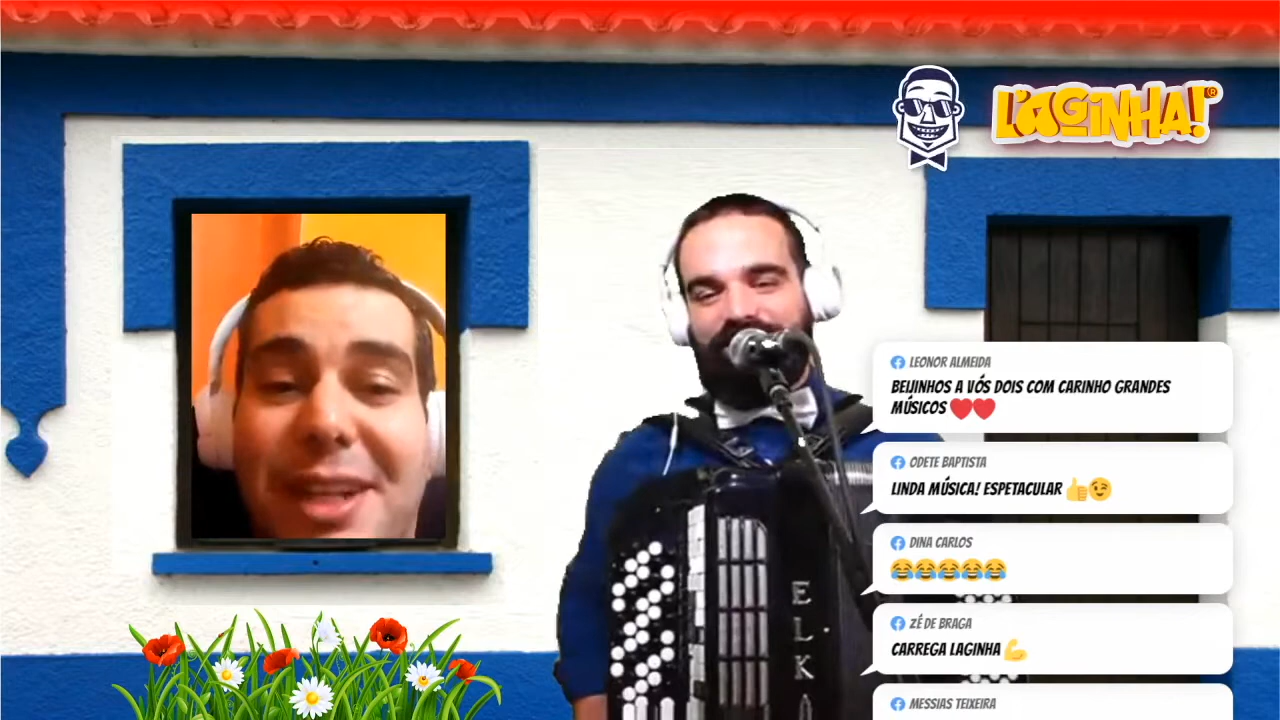 L'AGINHA!®
LEONOR ALMEIDA
BEIJINHOS A VÓS DOIS COM CARINHO GRANDES
MÚSICOS ❤️❤️
ODETE BAPTISTA
LINDA MÚSICA! ESPETACULAR 👍😉
DINA CARLOS
😂😂😂😂😂
ZÉ DE BRAGA
CARREGA LAGINHA 💪
MESSIAS TEIXEIRA
ELKA